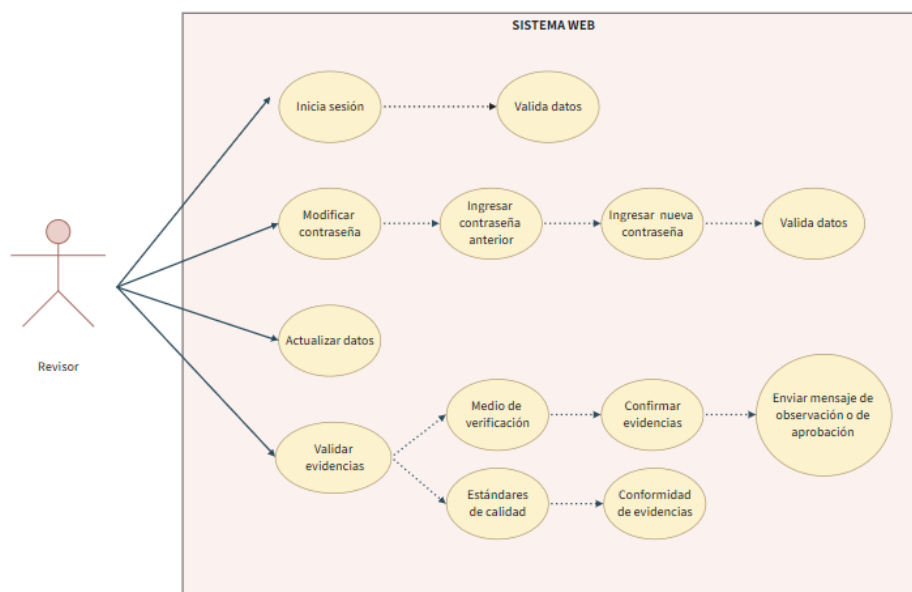 SISTEMA WEB
Inicia sesión
Valida datos
Modificar
contraseña
Ingresar
contraseña
anterior
Ingresar nueva
contraseña
Valida datos
Actualizar datos
Revisor
Validar
evidencias
Medio de
verificación
Confirmar
evidencias
Enviar mensaje de
observación o de
aprobación
Estándares
de calidad
Conformidad
de evidencias